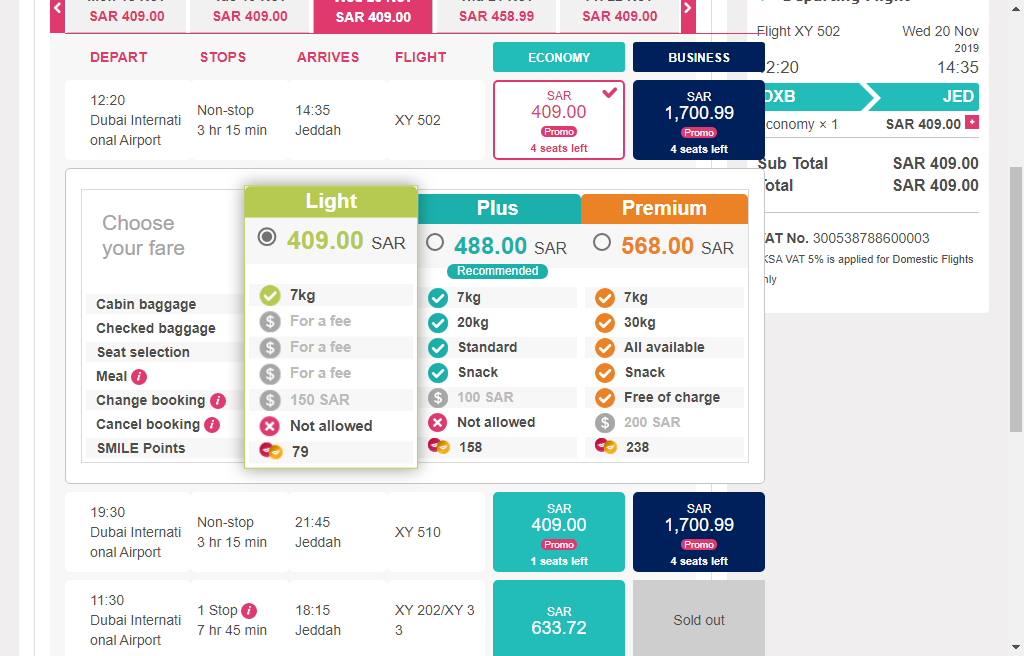 SAR 409.00
SAR 409.00
SAR 409.00
SAR 458.99
SAR 409.00
DEPART STOPS ARRIVES FLIGHT ECONOMY BUSINESS
12:20
Dubai Internati
onal Airport
Non-stop
3 hr 15 min
14:35
Jeddah
XY 502
SAR
409.00
Promo
4 seats left
SAR
1,700.99
Promo
4 seats left
Choose
your fare
Light
409.00 SAR
Plus
488.00 SAR
Recommended
Premium
568.00 SAR
Cabin baggage 7kg 7kg 7kg
Checked baggage For a fee 20kg 30kg
Seat selection For a fee Standard All available
Meal i For a fee Snack Snack
Change booking i 150 SAR 100 SAR Free of charge
Cancel booking i Not allowed Not allowed 200 SAR
SMILE Points 79 158 238
19:30
Dubai Internati
onal Airport
Non-stop
3 hr 15 min
21:45
Jeddah
XY 510
SAR
409.00
Promo
1 seats left
SAR
1,700.99
Promo
4 seats left
11:30
Dubai Internati
onal Airport
1 Stop i
7 hr 45 min
18:15
Jeddah
XY 202/XY 3
3
SAR
633.72
Sold out
Flight XY 502 Wed 20 Nov
2019
12:20 14:35
DXB JED
Economy × 1 SAR 409.00 +
Sub Total SAR 409.00
Total SAR 409.00
VAT No. 300538788600003
KSA VAT 5% is applied for Domestic Flights
only